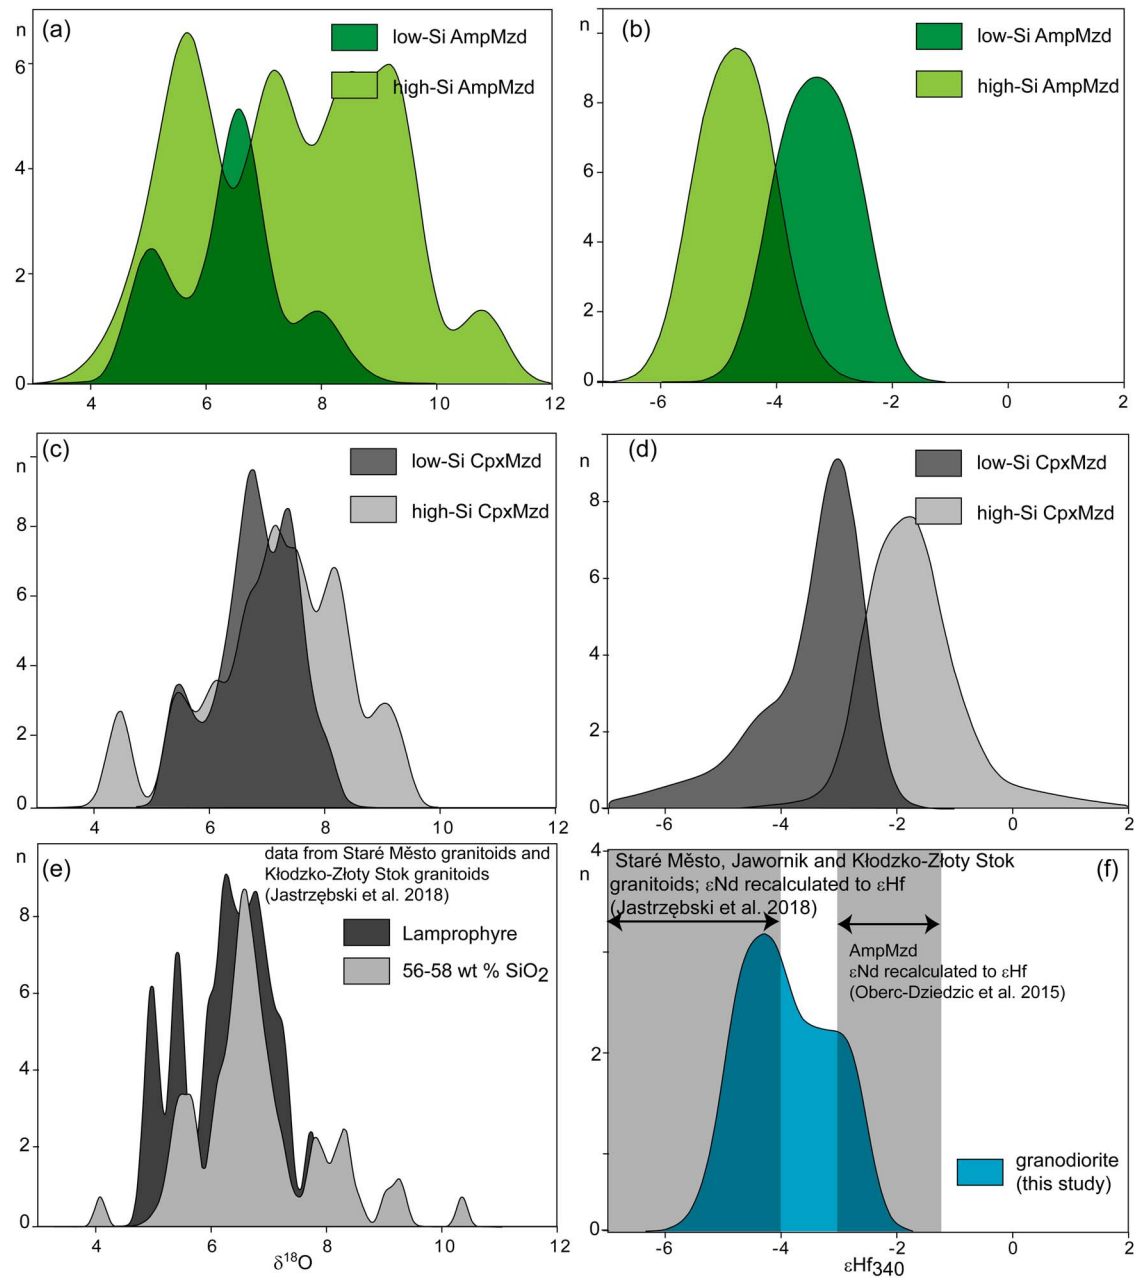 (a)
n
low-Si AmpMzd
high-Si AmpMzd
6
4
2
0
4 6 8 10 12
(b)
n
low-Si AmpMzd
high-Si AmpMzd
8
6
4
2
0
-6 -4 -2 0 2
(c)
n
low-Si CpxMzd
high-Si CpxMzd
8
6
4
2
0
4 6 8 10 12
(d)
n
low-Si CpxMzd
high-Si CpxMzd
8
6
4
2
0
-6 -4 -2 0 2
(e)
n
data from Staré Město granitoids and
Kłodzko-Złoty Stok granitoids
(Jastrzębski et al. 2018)
Lamprophyre
56-58 wt % SiO2
8
6
4
2
0
4 6 8 10 12
δ18O
(f)
4
n
Staré Město, Jawornik and Kłodzko-Złoty Stok
granitoids; εNd recalculated to εHf
(Jastrzębski et al. 2018)
AmpMzd
εNd recalculated to εHf
(Oberc-Dziedzic et al. 2015)
2
granodiorite
(this study)
0
-6 -4 -2 0 2
εHf340